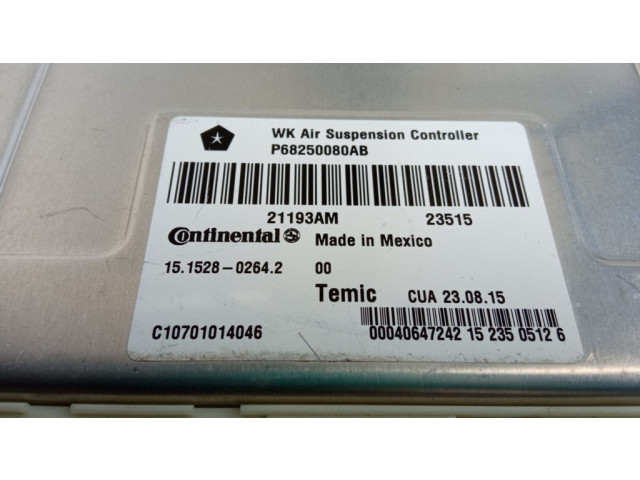 WK Air Suspension Controller
P68250080AB
21193AM 23515
Continental Made in Mexico
15.1528-0264.2 00
Temic CUA 23.08.15
C10701014046 00040647242 15 235 0512 6